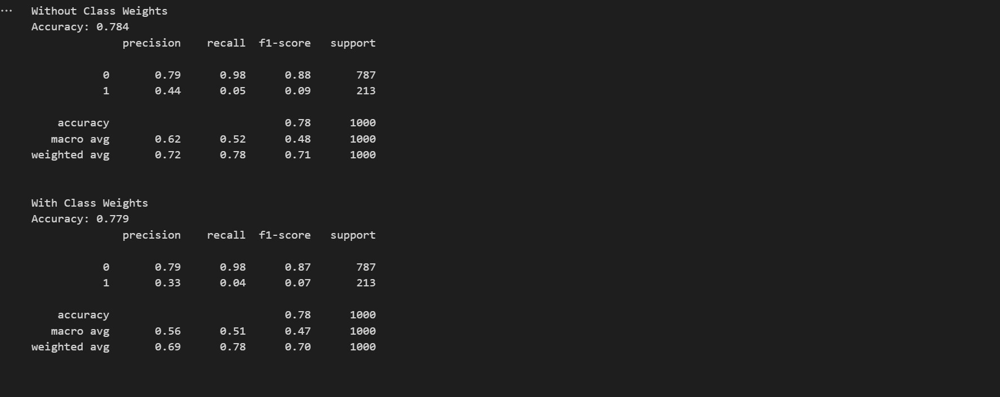 ...
Without Class Weights
Accuracy: 0.784
precision recall f1-score support
0 0.79 0.98 0.88 787
1 0.44 0.05 0.09 213
accuracy 0.78 1000
macro avg 0.62 0.52 0.48 1000
weighted avg 0.72 0.78 0.71 1000
With Class Weights
Accuracy: 0.779
precision recall f1-score support
0 0.79 0.98 0.87 787
1 0.33 0.04 0.07 213
accuracy 0.78 1000
macro avg 0.56 0.51 0.47 1000
weighted avg 0.69 0.78 0.70 1000